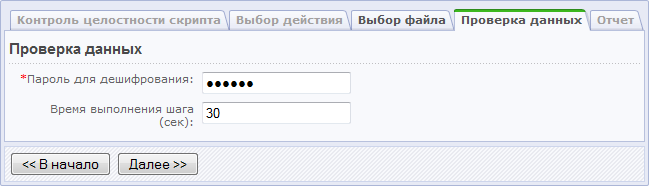 Контроль целостности скрипта Выбор действия Выбор файла Проверка данных Отчет
Проверка данных
*Пароль для дешифрования: ••••••
Время выполнения шага
(сек): 30
<< В начало Далее >>